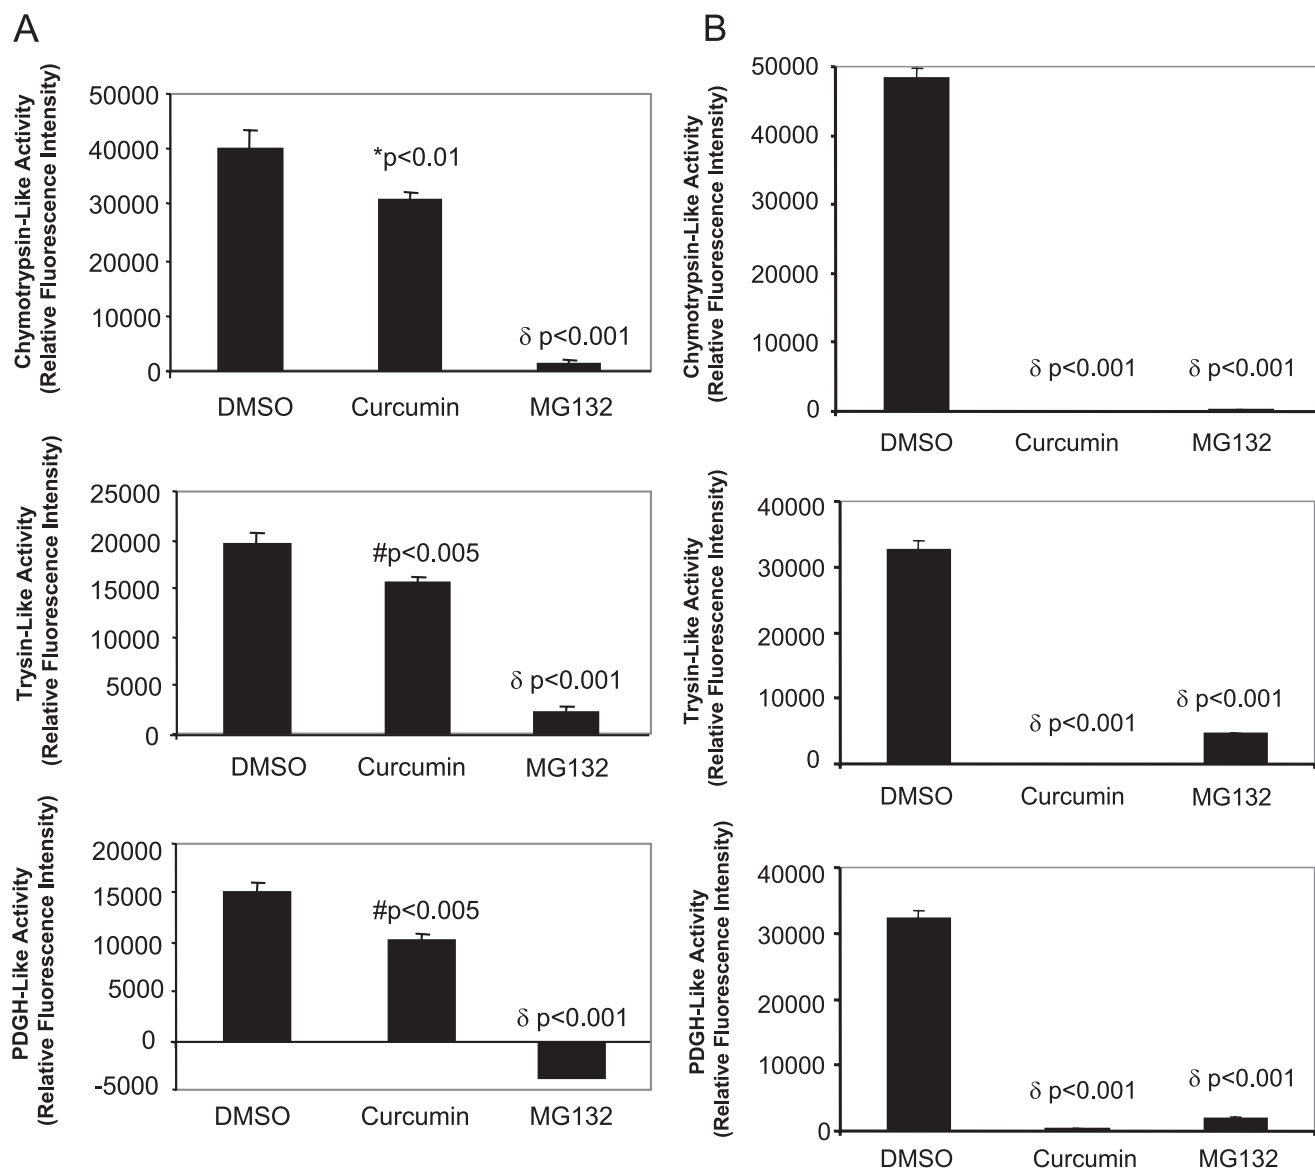 A
Chymotrypsin-Like Activity
(Relative Fluorescence Intensity)
50000
40000
30000
20000
10000
0
*p<0.01
δ p<0.001
DMSO Curcumin MG132
Trysin-Like Activity
(Relative Fluorescence Intensity)
25000
20000
15000
10000
5000
0
#p<0.005
δ p<0.001
DMSO Curcumin MG132
PDGH-Like Activity
(Relative Fluorescence Intensity)
20000
15000
10000
5000
0
-5000
#p<0.005
δ p<0.001
DMSO Curcumin MG132
B
Chymotrypsin-Like Activity
(Relative Fluorescence Intensity)
50000
40000
30000
20000
10000
0
δ p<0.001 δ p<0.001
DMSO Curcumin MG132
Trysin-Like Activity
(Relative Fluorescence Intensity)
40000
30000
20000
10000
0
δ p<0.001
δ p<0.001
DMSO Curcumin MG132
PDGH-Like Activity
(Relative Fluorescence Intensity)
40000
30000
20000
10000
0
δ p<0.001 δ p<0.001
DMSO Curcumin MG132